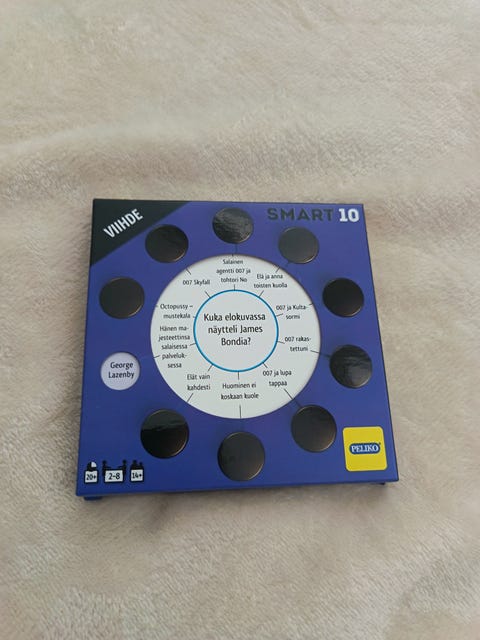 VIIHDE
SMART 10
Salainen
agentti 007 ja
tohtori No
Elä ja anna
toisten kuolla
007 ja Kulta-
sormi
007 rakas-
tettuni
007 ja lupa
tappaa
Huominen ei
koskaan kuole
Elät vain
kahdesti
Hänen ma-
jesteettinsa
salaisessa
palveluk-
sessa
Octopussy –
mustekala
007 Skyfall
Kuka elokuvassa
näytteli James
Bondia?
George
Lazenby
20+
2-8
14+
PELIKO